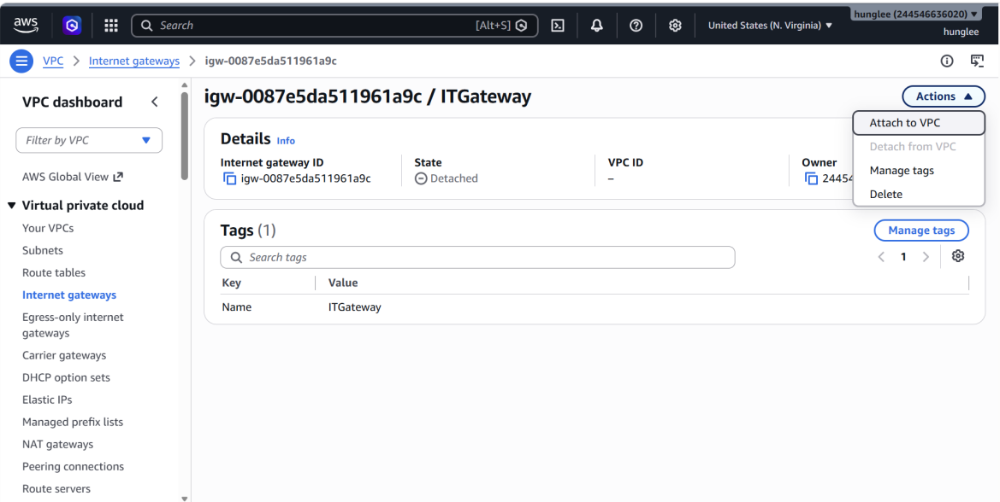 aws
Search [Alt+S] United States (N. Virginia) ▼ hunglee (244546636020) ▼
hunglee
VPC > Internet gateways > igw-0087e5da511961a9c
VPC dashboard
Filter by VPC
AWS Global View
Virtual private cloud
Your VPCs
Subnets
Route tables
Internet gateways
Egress-only internet
gateways
Carrier gateways
DHCP option sets
Elastic IPs
Managed prefix lists
NAT gateways
Peering connections
Route servers
igw-0087e5da511961a9c / ITGateway
Actions
Attach to VPC
Detach from VPC
Manage tags
Delete
Details Info
Internet gateway ID
igw-0087e5da511961a9c
State
Detached
VPC ID
–
Owner
24454
Tags (1)
Manage tags
Search tags
< 1 >
Key Value
Name ITGateway